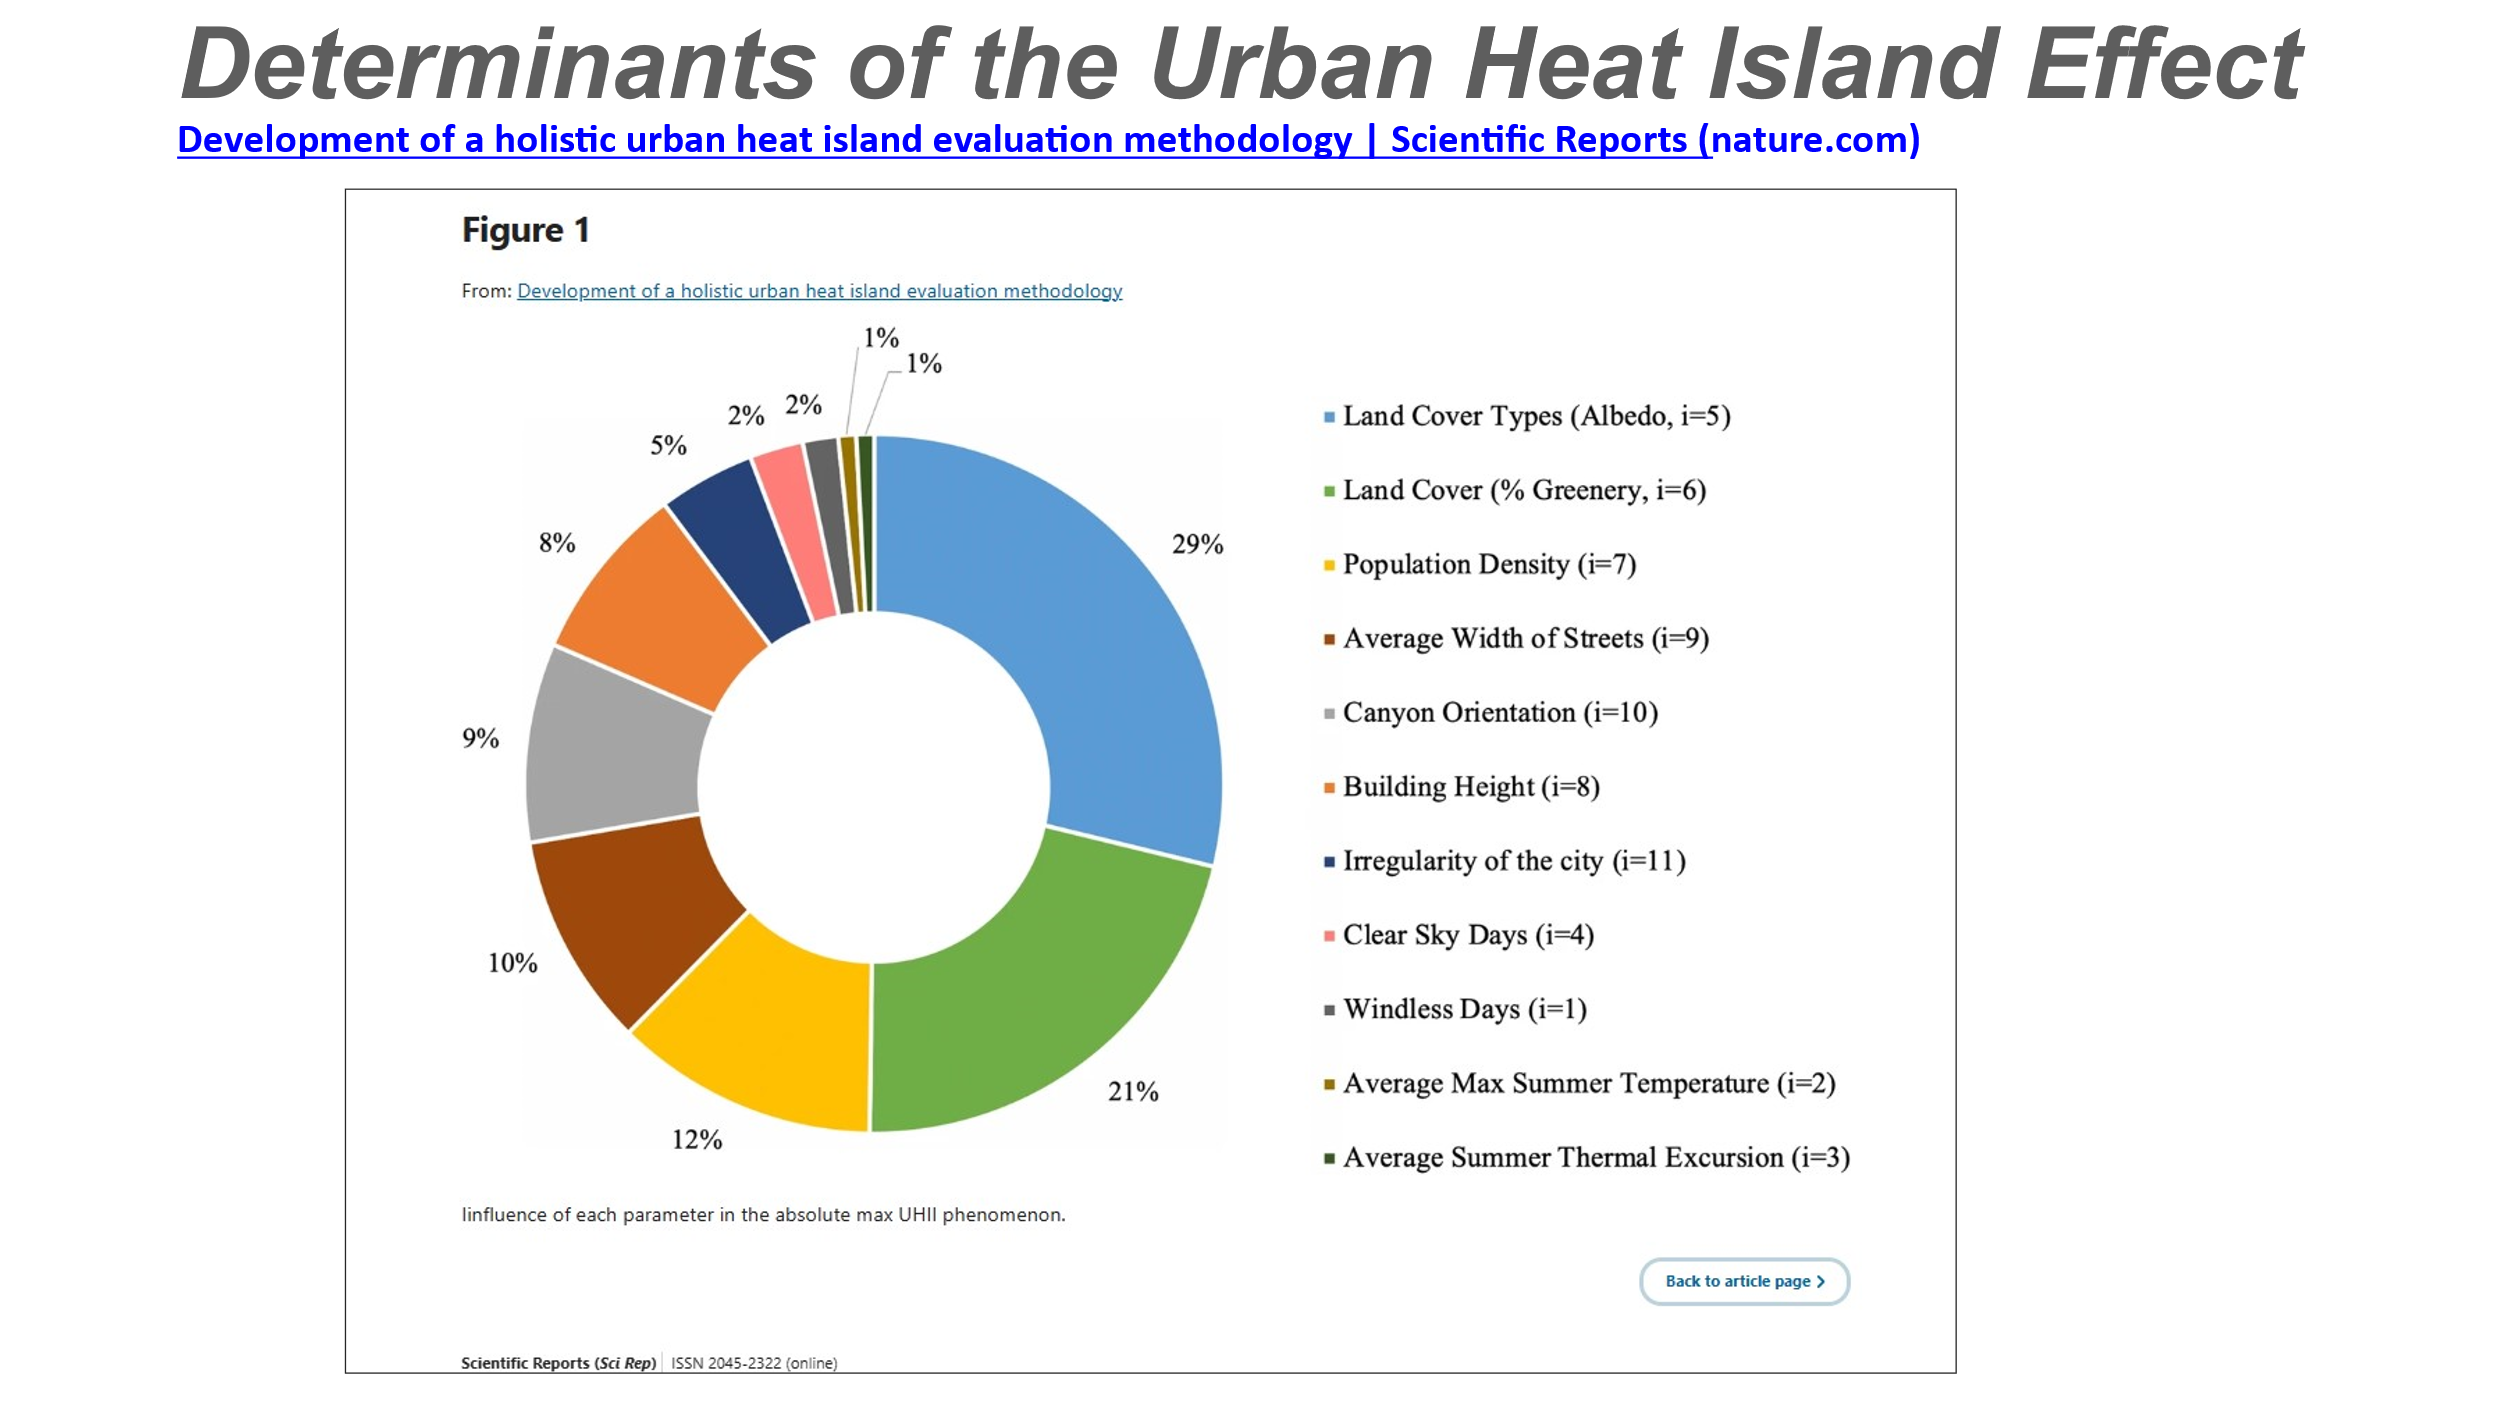 Determinants of the Urban Heat Island Effect
Development of a holistic urban heat island evaluation methodology | Scientific Reports (nature.com)
Figure 1
From: Development of a holistic urban heat island evaluation methodology
1%
1%
2%
2%
5%
8%
9%
10%
12%
21%
29%
Land Cover Types (Albedo, i=5)
Land Cover (% Greenery, i=6)
Population Density (i=7)
Average Width of Streets (i=9)
Canyon Orientation (i=10)
Building Height (i=8)
Irregularity of the city (i=11)
Clear Sky Days (i=4)
Windless Days (i=1)
Average Max Summer Temperature (i=2)
Average Summer Thermal Excursion (i=3)
Iinfluence of each parameter in the absolute max UHII phenomenon.
Back to article page
Scientific Reports (Sci Rep) ISSN 2045-2322 (online)